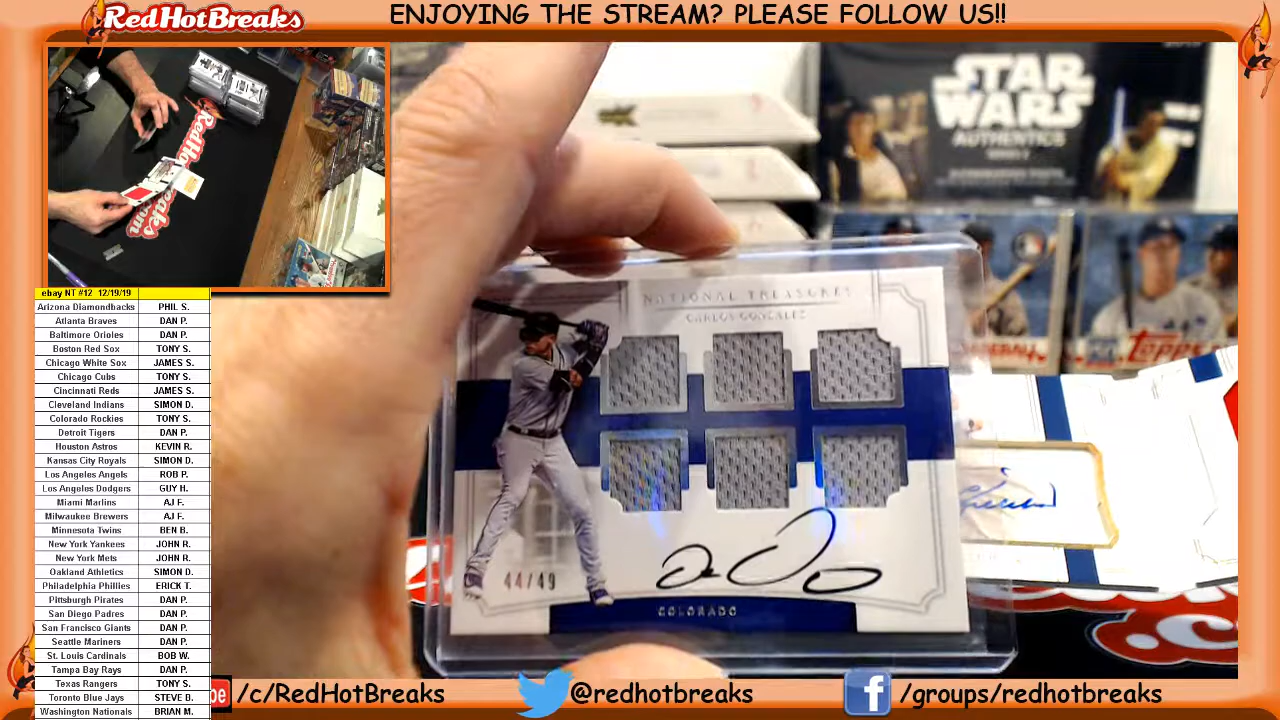 RedHotBreaks
ENJOYING THE STREAM? PLEASE FOLLOW US!!
STAR
WARS
AUTHENTICS
Topps
NATIONAL TREASURES
CARLOS GONZALEZ
44/49
COLORADO
ebay NT #12 12/19/19
Arizona Diamondbacks PHIL S.
Atlanta Braves DAN P.
Baltimore Orioles DAN P.
Boston Red Sox TONY S.
Chicago White Sox JAMES S.
Chicago Cubs TONY S.
Cincinnati Reds JAMES S.
Cleveland Indians SIMON D.
Colorado Rockies TONY S.
Detroit Tigers DAN P.
Houston Astros KEVIN R.
Kansas City Royals SIMON D.
Los Angeles Angels ROB P.
Los Angeles Dodgers GUY H.
Miami Marlins AJ F.
Milwaukee Brewers AJ F.
Minnesota Twins BEN B.
New York Yankees JOHN R.
New York Mets JOHN R.
Oakland Athletics SIMON D.
Philadelphia Phillies ERICK T.
Pittsburgh Pirates DAN P.
San Diego Padres DAN P.
San Francisco Giants DAN P.
Seattle Mariners DAN P.
St. Louis Cardinals BOB W.
Tampa Bay Rays DAN P.
Texas Rangers TONY S.
Toronto Blue Jays STEVE B.
Washington Nationals BRIAN M.
/c/RedHotBreaks
@redhotbreaks
/groups/redhotbreaks